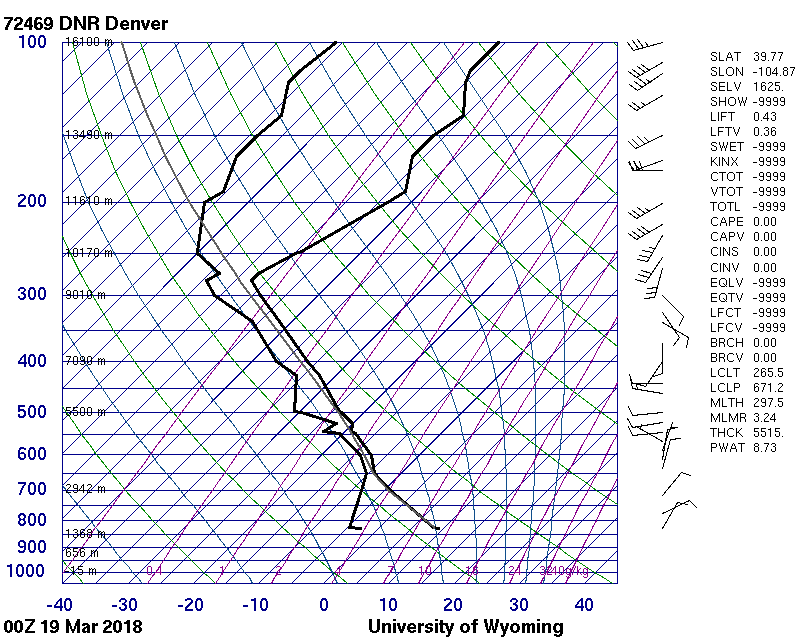 72469 DNR Denver
100 16100 m
13490 m
200 11610 m
10170 m
300 9010 m
400 7090 m
500 5500 m
600
700 2942 m
800
1368 m
900
656 m
1000 -15 m 0.4 1 2 4 7 10 16 24 32 40g/kg
-40 -30 -20 -10 0 10 20 30 40
00Z 19 Mar 2018 University of Wyoming
SLAT 39.77
SLON -104.87
SELV 1625.
SHOW -9999
LIFT 0.43
LFTV 0.36
SWET -9999
KINX -9999
CTOT -9999
VTOT -9999
TOTL -9999
CAPE 0.00
CAPV 0.00
CINS 0.00
CINV 0.00
EQLV -9999
EQTV -9999
LFCT -9999
LFCV -9999
BRCH 0.00
BRCV 0.00
LCLT 265.5
LCLP 671.2
MLTH 297.5
MLMR 3.24
THCK 5515.
PWAT 8.73